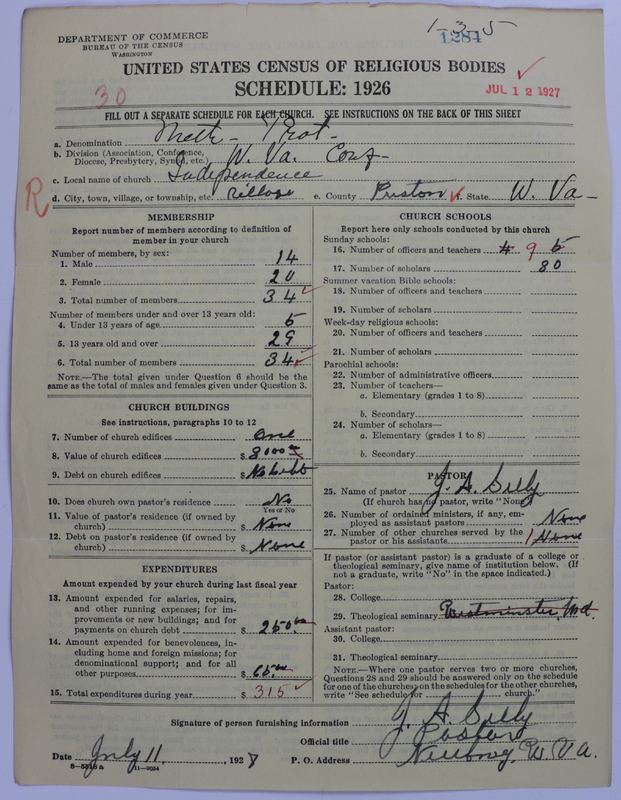 1-3-5
1284
DEPARTMENT OF COMMERCE
BUREAU OF THE CENSUS
WASHINGTON
UNITED STATES CENSUS OF RELIGIOUS BODIES
SCHEDULE: 1926
30
JUL 12 1927
FILL OUT A SEPARATE SCHEDULE FOR EACH CHURCH. SEE INSTRUCTIONS ON THE BACK OF THIS SHEET
a. Denomination Meth - Prot -
b. Division (Association, Conference, Diocese, Presbytery, Synod, etc.) W. Va. Conf -
c. Local name of church Independence
R
d. City, town, village, or township, etc. village e. County Preston f. State W. Va -
MEMBERSHIP
Report number of members according to definition of
member in your church
Number of members, by sex:
1. Male 14
2. Female 20
3. Total number of members 34
Number of members under and over 13 years old:
4. Under 13 years of age 5
5. 13 years old and over 29
6. Total number of members 34
NOTE.—The total given under Question 6 should be the
same as the total of males and females given under Question 3.
CHURCH BUILDINGS
See instructions, paragraphs 10 to 12
7. Number of church edifices one
8. Value of church edifices $ 8000.00
9. Debt on church edifices $ No debt
10. Does church own pastor's residence No
Yes or No
11. Value of pastor's residence (if owned by
church) $ None
12. Debt on pastor's residence (if owned by
church) $ None
EXPENDITURES
Amount expended by your church during last fiscal year
13. Amount expended for salaries, repairs,
and other running expenses; for im-
provements or new buildings; and for
payments on church debt $ 250.00
14. Amount expended for benevolences, in-
cluding home and foreign missions; for
denominational support; and for all
other purposes $ 65.00
15. Total expenditures during year $ 315
CHURCH SCHOOLS
Report here only schools conducted by this church
Sunday schools:
16. Number of officers and teachers 4 9 5
17. Number of scholars 80
Summer vacation Bible schools:
18. Number of officers and teachers
19. Number of scholars
Week-day religious schools:
20. Number of officers and teachers
21. Number of scholars
Parochial schools:
22. Number of administrative officers
23. Number of teachers—
a. Elementary (grades 1 to 8)
b. Secondary
24. Number of scholars—
a. Elementary (grades 1 to 8)
b. Secondary
PASTOR
25. Name of pastor J. A. Selby
(If church has no pastor, write "None")
26. Number of ordained ministers, if any, em-
ployed as assistant pastors None
27. Number of other churches served by the
pastor or his assistants 1 None
If pastor (or assistant pastor) is a graduate of a college or
theological seminary, give name of institution below. (If
not a graduate, write "No" in the space indicated.)
Pastor:
28. College
29. Theological seminary Westminster, Md.
Assistant pastor:
30. College
31. Theological seminary
NOTE.—Where one pastor serves two or more churches,
Questions 28 and 29 should be answered only on the schedule
for one of the churches; on the schedules for the other churches,
write "See schedule for church."
Signature of person furnishing information J. A. Selby
Official title Pastor
Date July 11, 1927 P. O. Address Newburg, W. Va.
8-5518a 11-9034